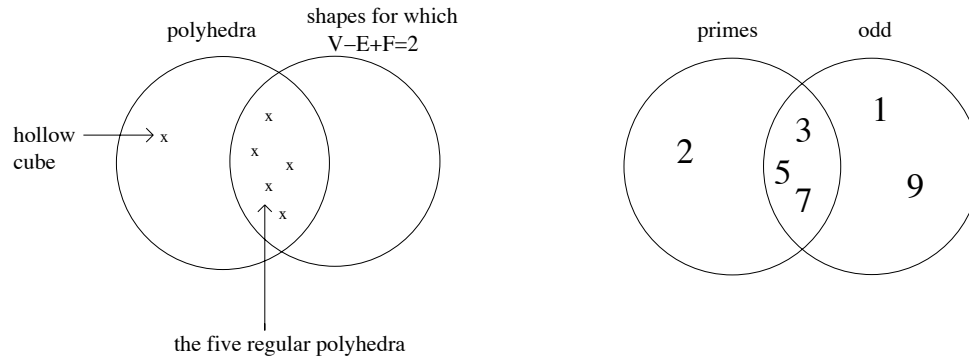 polyhedra
shapes for which
V−E+F=2
hollow
cube
x
x
x
x
x
x
the five regular polyhedra
primes
odd
2
3
5
7
1
9